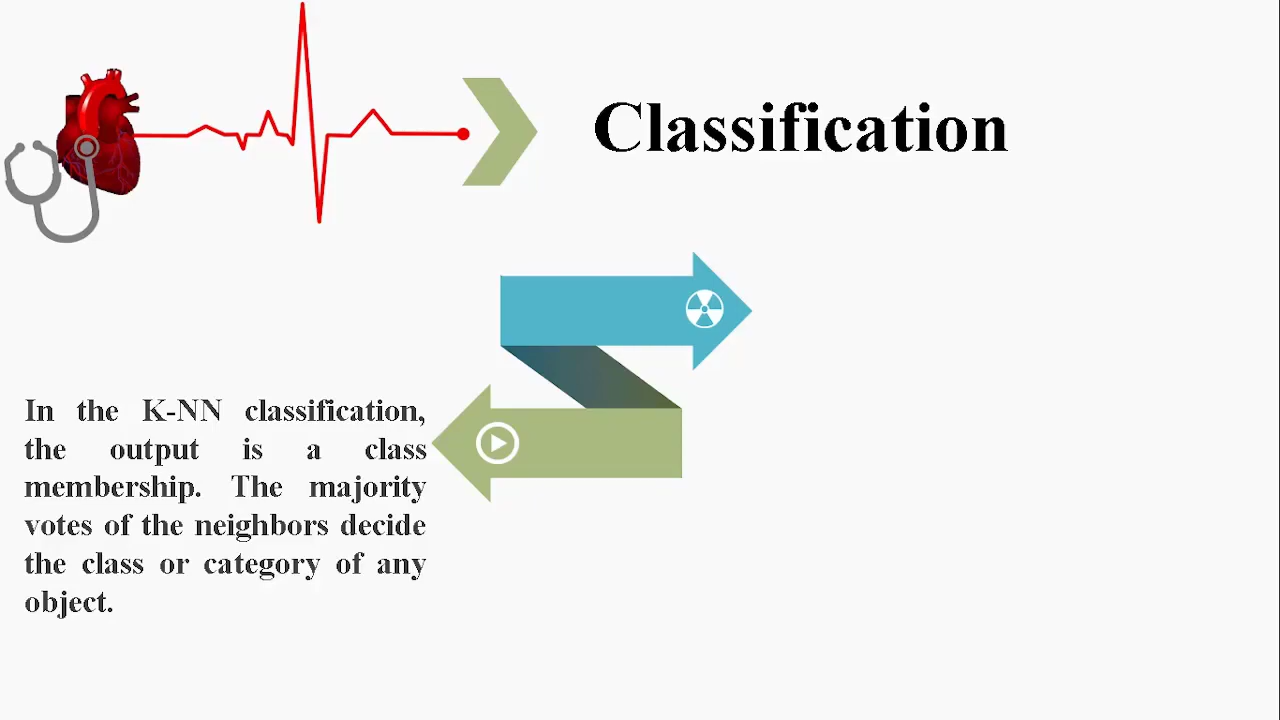 Classification
In the K-NN classification,
the output is a class
membership. The majority
votes of the neighbors decide
the class or category of any
object.